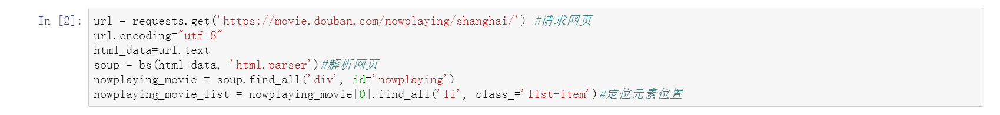 In [2]: url = requests.get('https://movie.douban.com/nowplaying/shanghai/') #请求网页
url.encoding="utf-8"
html_data=url.text
soup = bs(html_data, 'html.parser')#解析网页
nowplaying_movie = soup.find_all('div', id='nowplaying')
nowplaying_movie_list = nowplaying_movie[0].find_all('li', class_='list-item')#定位元素位置